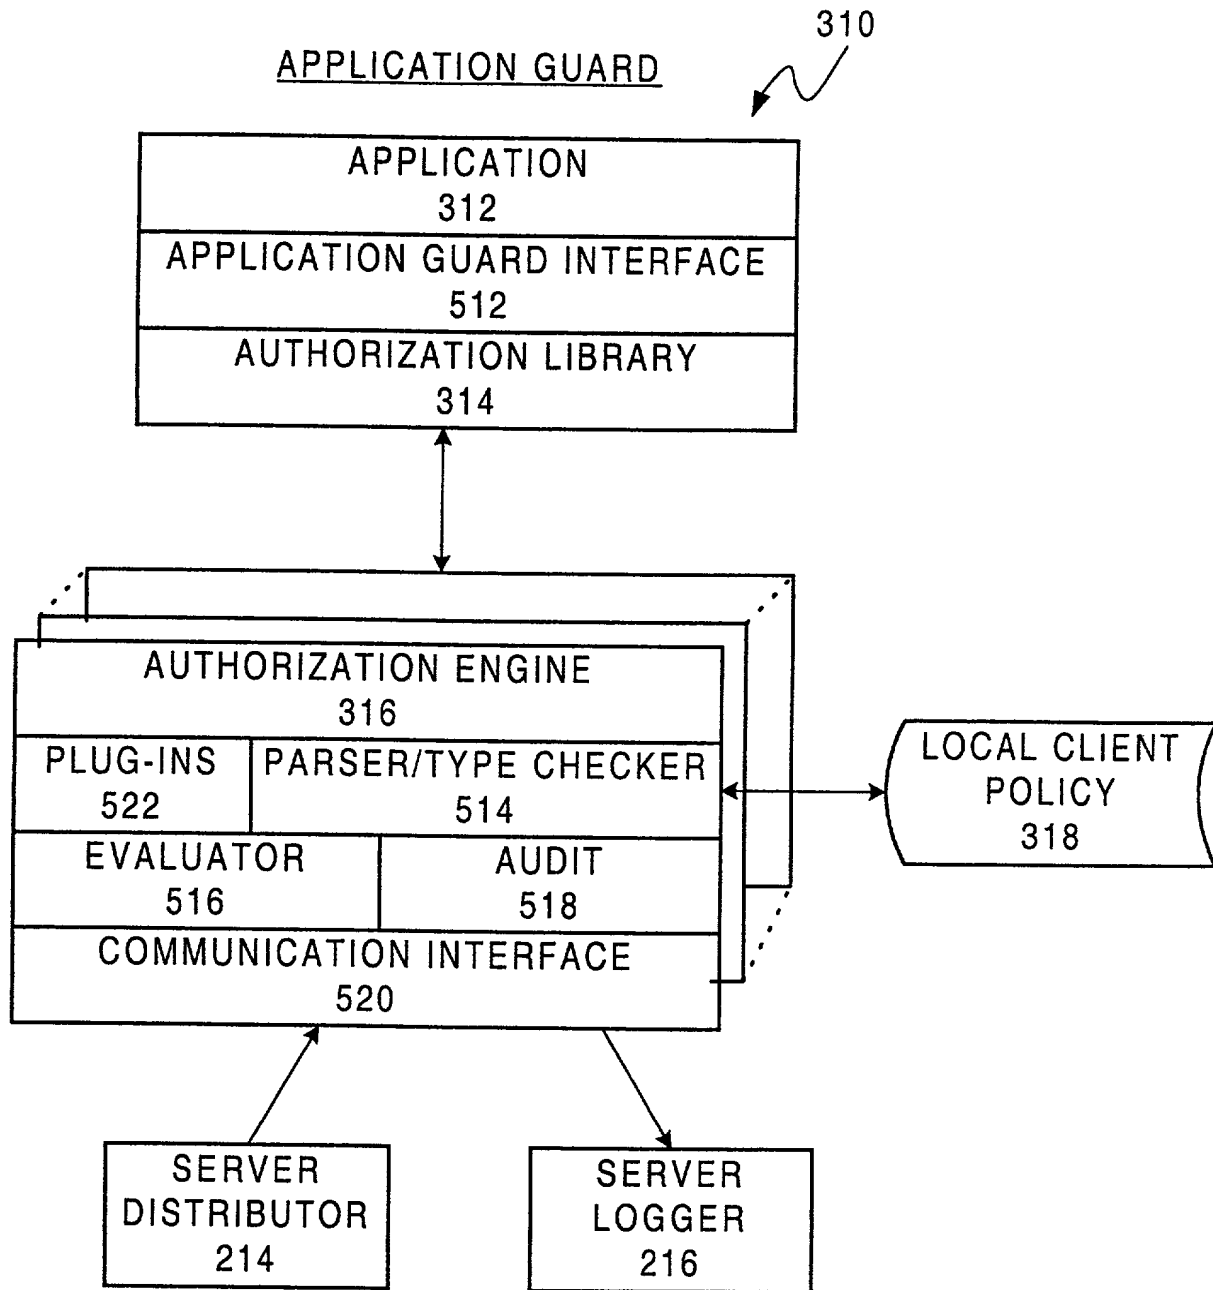 310
APPLICATION GUARD
APPLICATION
312
APPLICATION GUARD INTERFACE
512
AUTHORIZATION LIBRARY
314
AUTHORIZATION ENGINE
316
PLUG-INS
522
PARSER/TYPE CHECKER
514
EVALUATOR
516
AUDIT
518
COMMUNICATION INTERFACE
520
LOCAL CLIENT
POLICY
318
SERVER
DISTRIBUTOR
214
SERVER
LOGGER
216